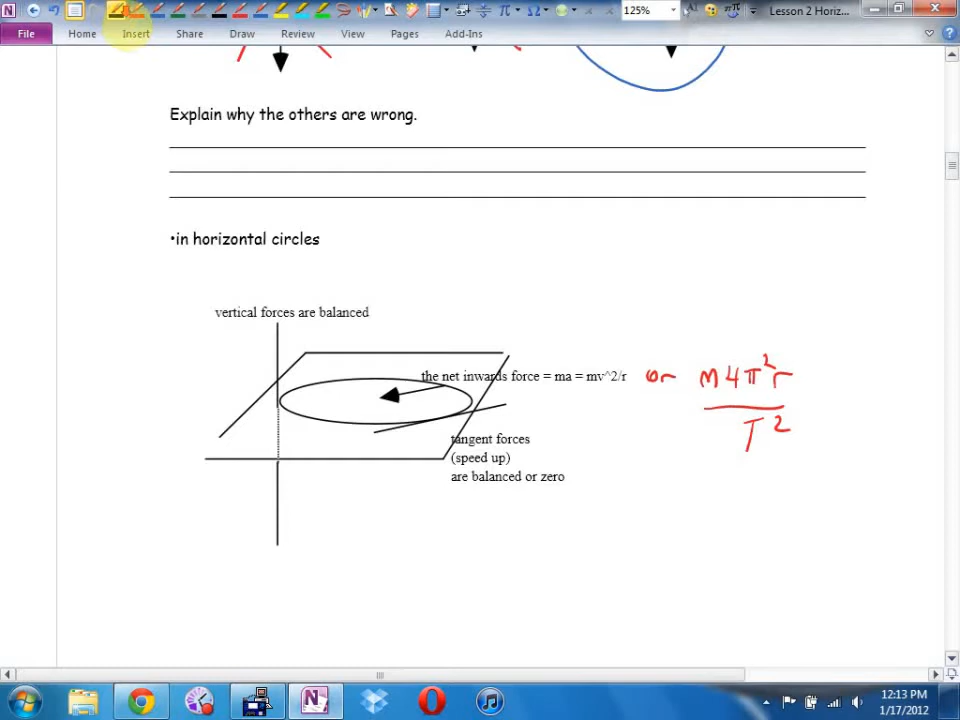 125%
Lesson 2 Horiz...
File Home Insert Share Draw Review View Pages Add-Ins
Explain why the others are wrong.
•in horizontal circles
vertical forces are balanced
the net inwards force = ma = mv^2/r or m4π²r
T²
tangent forces
(speed up)
are balanced or zero
12:13 PM
1/17/2012